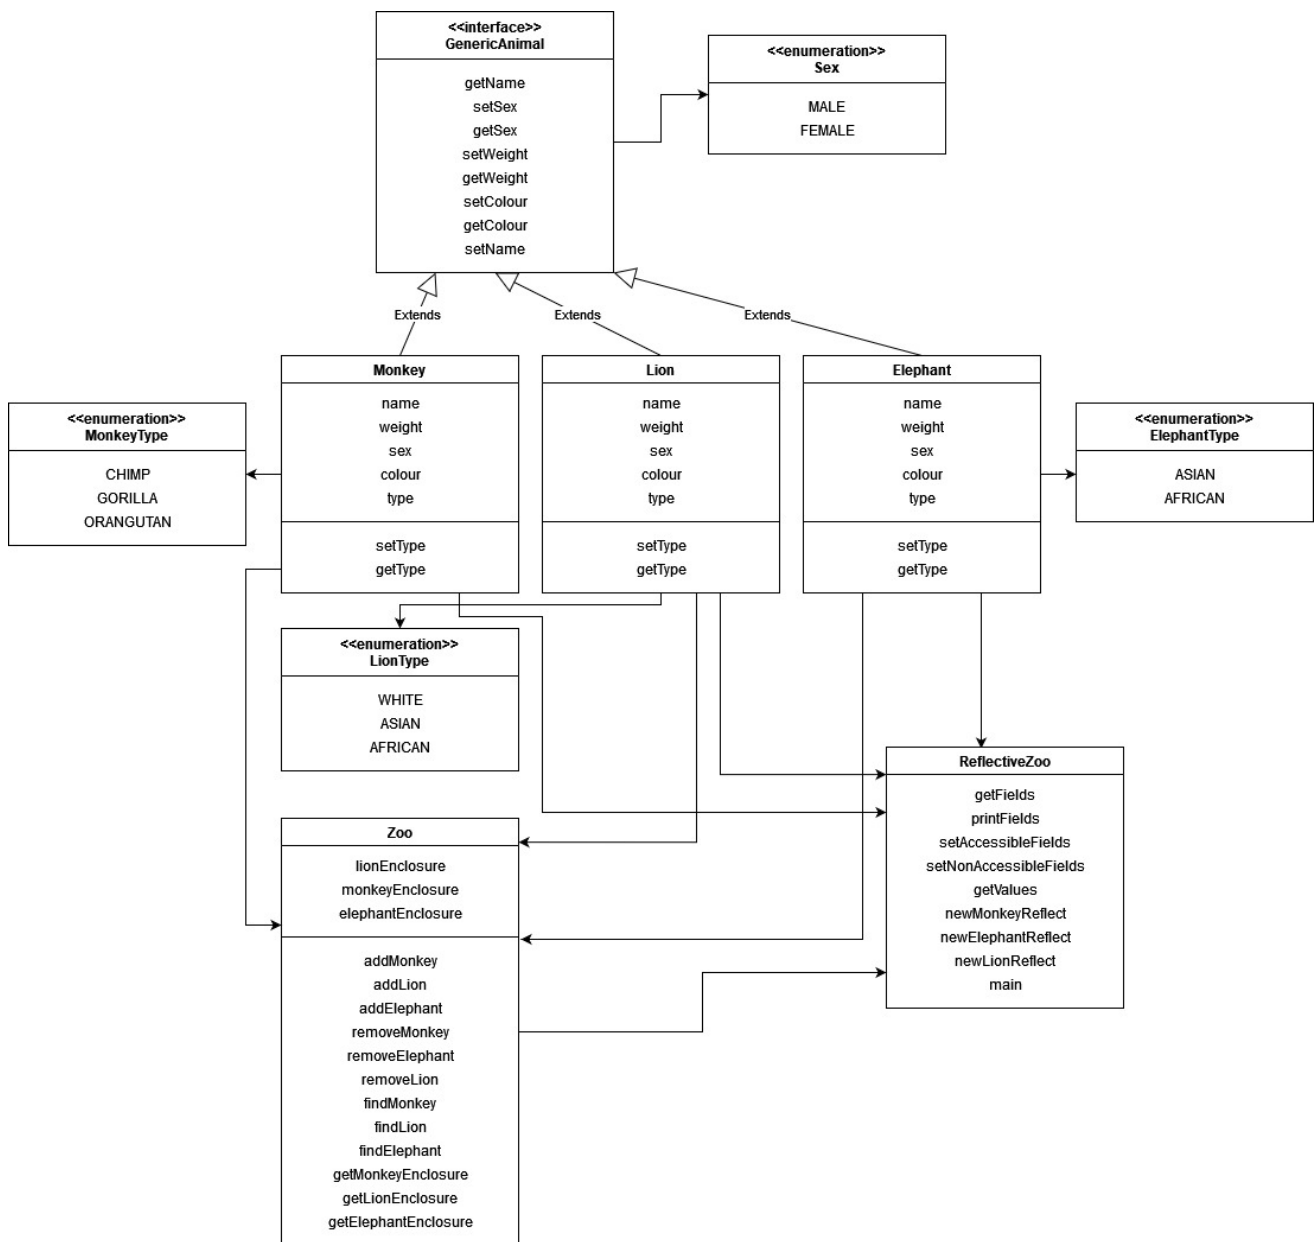 <<interface>>
GenericAnimal
getName
setSex
getSex
setWeight
getWeight
setColour
getColour
setName
<<enumeration>>
Sex
MALE
FEMALE
Extends
Extends
Extends
Monkey
name
weight
sex
colour
type
setType
getType
Lion
name
weight
sex
colour
type
setType
getType
Elephant
name
weight
sex
colour
type
setType
getType
<<enumeration>>
MonkeyType
CHIMP
GORILLA
ORANGUTAN
<<enumeration>>
ElephantType
ASIAN
AFRICAN
<<enumeration>>
LionType
WHITE
ASIAN
AFRICAN
ReflectiveZoo
getFields
printFields
setAccessibleFields
setNonAccessibleFields
getValues
newMonkeyReflect
newElephantReflect
newLionReflect
main
Zoo
lionEnclosure
monkeyEnclosure
elephantEnclosure
addMonkey
addLion
addElephant
removeMonkey
removeElephant
removeLion
findMonkey
findLion
findElephant
getMonkeyEnclosure
getLionEnclosure
getElephantEnclosure